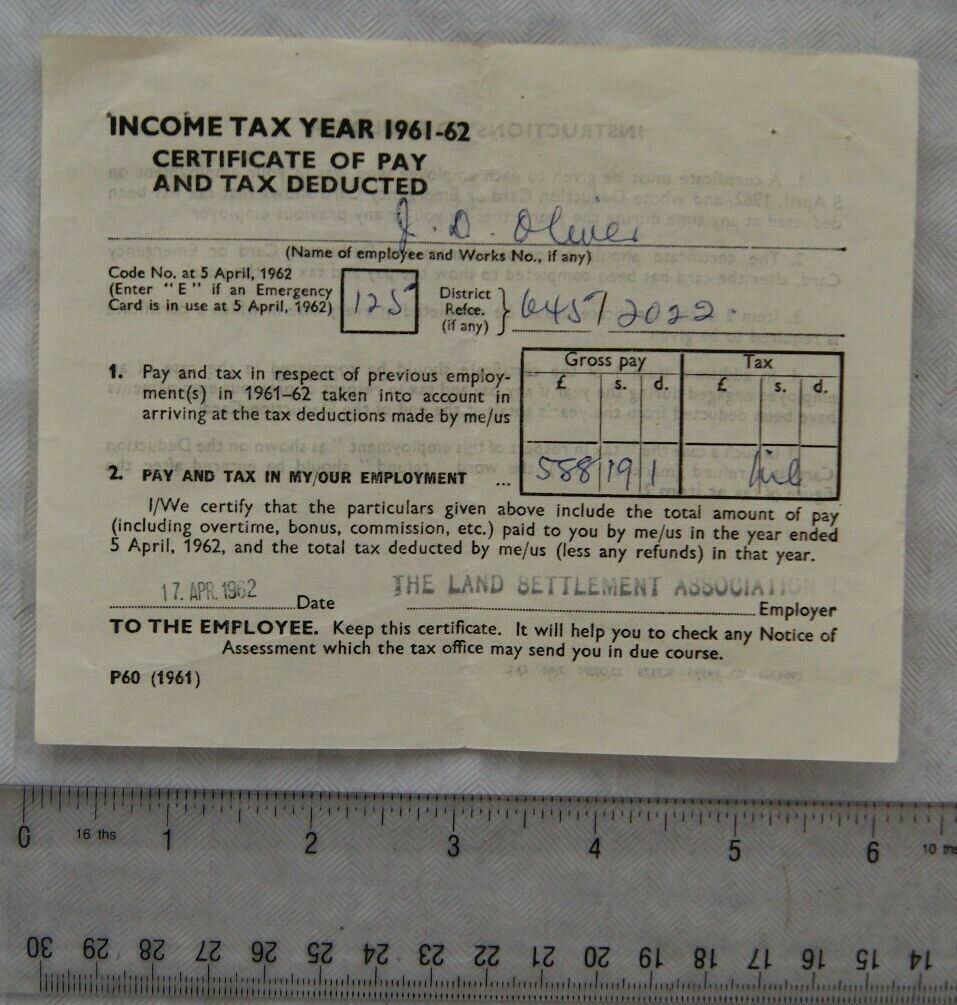 INCOME TAX YEAR 1961-62
CERTIFICATE OF PAY
AND TAX DEDUCTED
J. D. Oliver
(Name of employee and Works No., if any)
Code No. at 5 April, 1962
(Enter "E" if an Emergency
Card is in use at 5 April, 1962)
125
District
Refce.
(if any)
645/2022.
Gross pay Tax
£ s. d. £ s. d.
1. Pay and tax in respect of previous employ-
ment(s) in 1961-62 taken into account in
arriving at the tax deductions made by me/us
2. PAY AND TAX IN MY/OUR EMPLOYMENT ... 588 19 1 Nil
I/We certify that the particulars given above include the total amount of pay
(including overtime, bonus, commission, etc.) paid to you by me/us in the year ended
5 April, 1962, and the total tax deducted by me/us (less any refunds) in that year.
17. APR. 1962 Date THE LAND SETTLEMENT ASSOCIATION
Employer
TO THE EMPLOYEE. Keep this certificate. It will help you to check any Notice of
Assessment which the tax office may send you in due course.
P60 (1961)
0 16 ths 1 2 3 4 5 6 10 ths
30 29 28 27 26 25 24 23 22 21 20 19 18 17 16 15 14